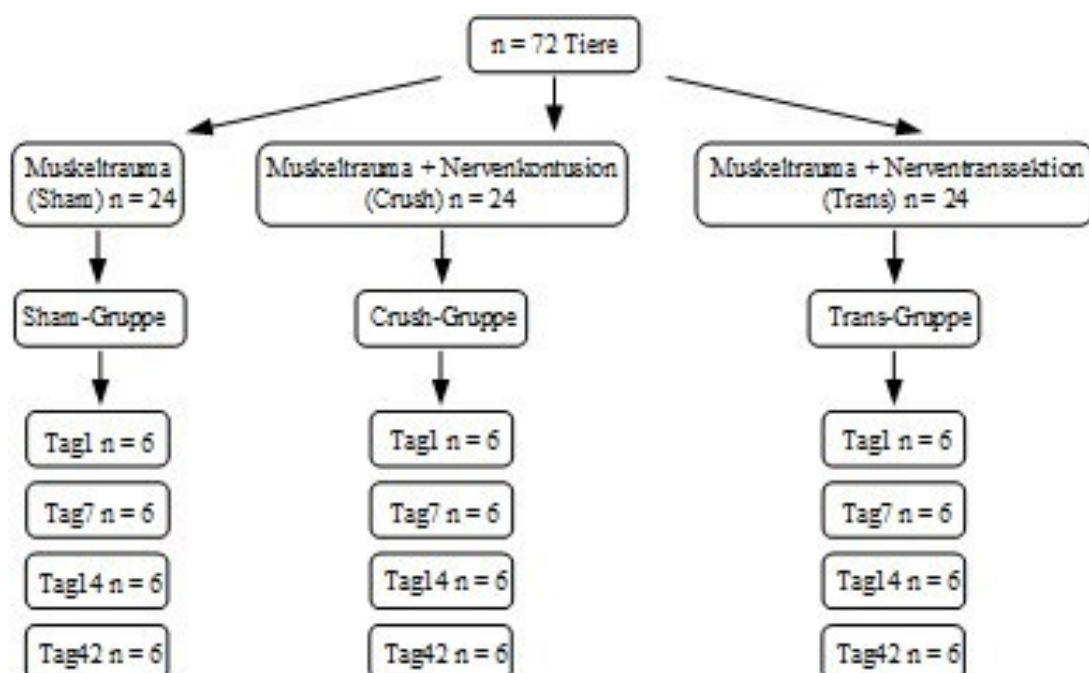 n = 72 Tiere
Muskeltrauma
(Sham) n = 24
Muskeltrauma + Nervenkontusion
(Crush) n = 24
Muskeltrauma + Nerventranssektion
(Trans) n = 24
Sham-Gruppe
Crush-Gruppe
Trans-Gruppe
Tag1 n = 6
Tag1 n = 6
Tag1 n = 6
Tag7 n = 6
Tag7 n = 6
Tag7 n = 6
Tag14 n = 6
Tag14 n = 6
Tag14 n = 6
Tag42 n = 6
Tag42 n = 6
Tag42 n = 6